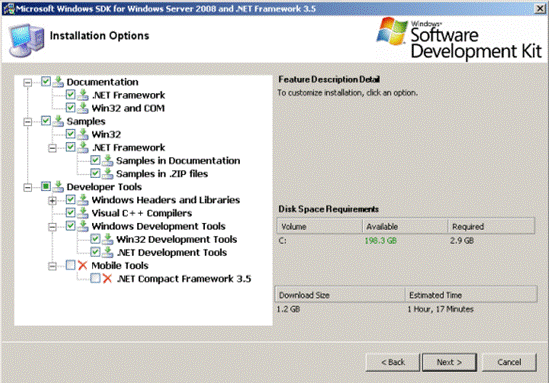 Microsoft Windows SDK for Windows Server 2008 and .NET Framework 3.5
Installation Options
Windows®
Software
Development Kit
Documentation
.NET Framework
Win32 and COM
Samples
Win32
.NET Framework
Samples in Documentation
Samples in .ZIP files
Developer Tools
Windows Headers and Libraries
Visual C++ Compilers
Windows Development Tools
Win32 Development Tools
.NET Development Tools
Mobile Tools
.NET Compact Framework 3.5
Feature Description Detail
To customize installation, click an option.
Disk Space Requirements
Volume Available Required
C: 198.3 GB 2.9 GB
Download Size Estimated Time
1.2 GB 1 Hour, 17 Minutes
< Back Next > Cancel